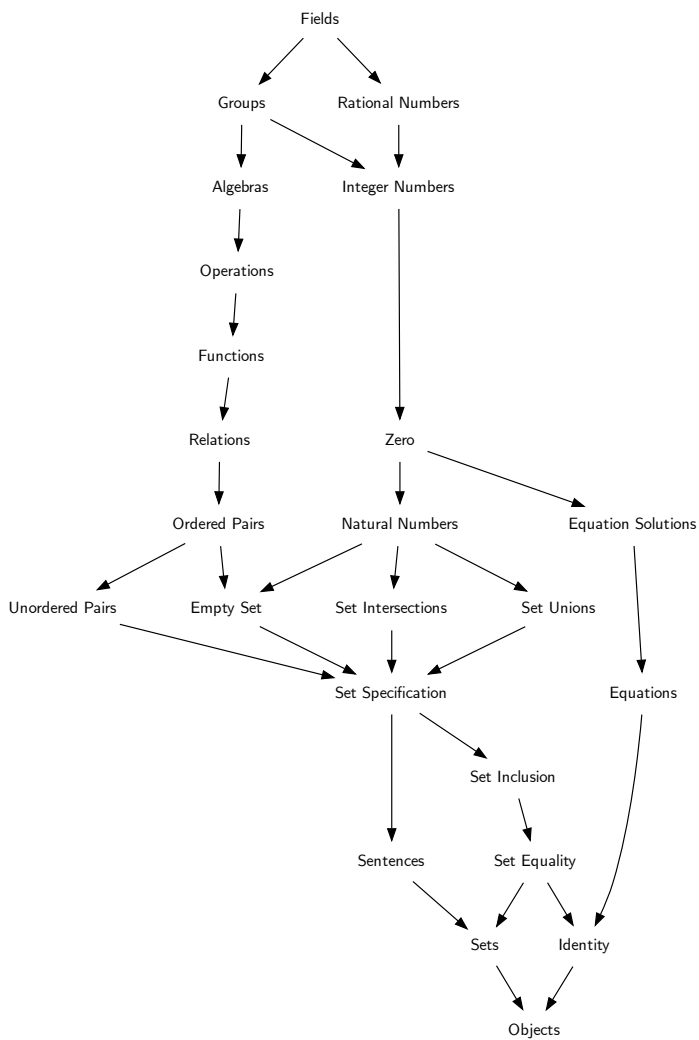 Fields
Groups
Rational Numbers
Algebras
Integer Numbers
Operations
Functions
Relations
Zero
Ordered Pairs
Natural Numbers
Equation Solutions
Unordered Pairs
Empty Set
Set Intersections
Set Unions
Set Specification
Equations
Set Inclusion
Sentences
Set Equality
Sets
Identity
Objects